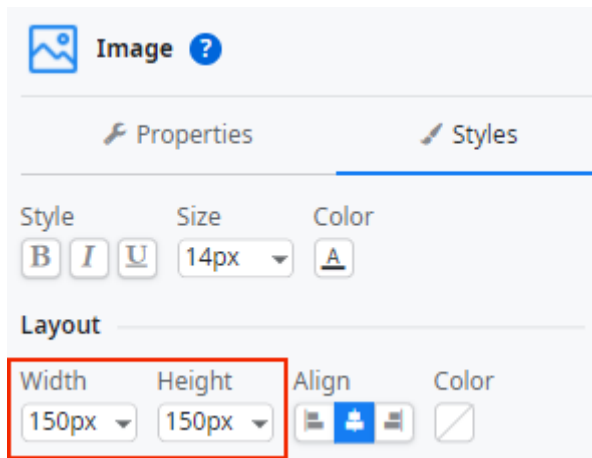 Image ?
Properties Styles
Style Size Color
B I U 14px A
Layout
Width Height Align Color
150px 150px